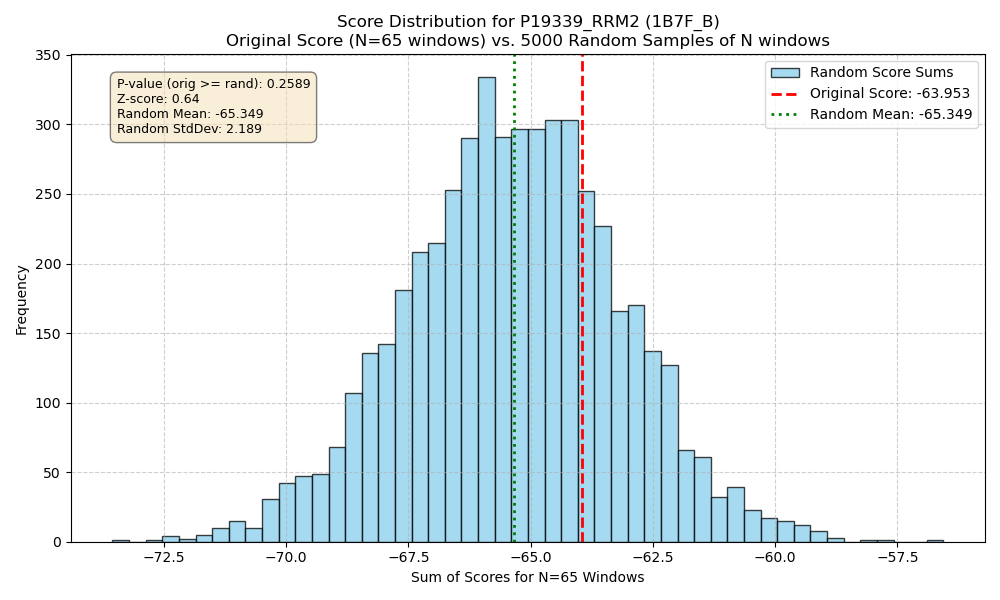 Score Distribution for P19339_RRM2 (1B7F_B)
Original Score (N=65 windows) vs. 5000 Random Samples of N windows
P-value (orig >= rand): 0.2589
Z-score: 0.64
Random Mean: -65.349
Random StdDev: 2.189
Random Score Sums
Original Score: -63.953
Random Mean: -65.349
Frequency
350
300
250
200
150
100
50
0
−72.5 −70.0 −67.5 −65.0 −62.5 −60.0 −57.5
Sum of Scores for N=65 Windows